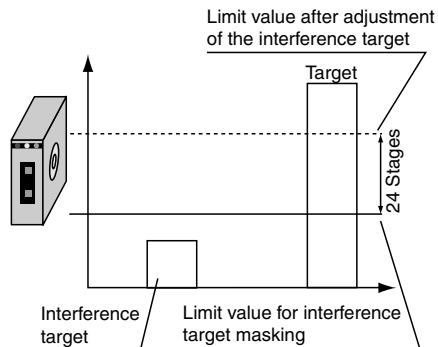 Limit value after adjustment
of the interference target
Target
24 Stages
Interference
target
Limit value for interference
target masking